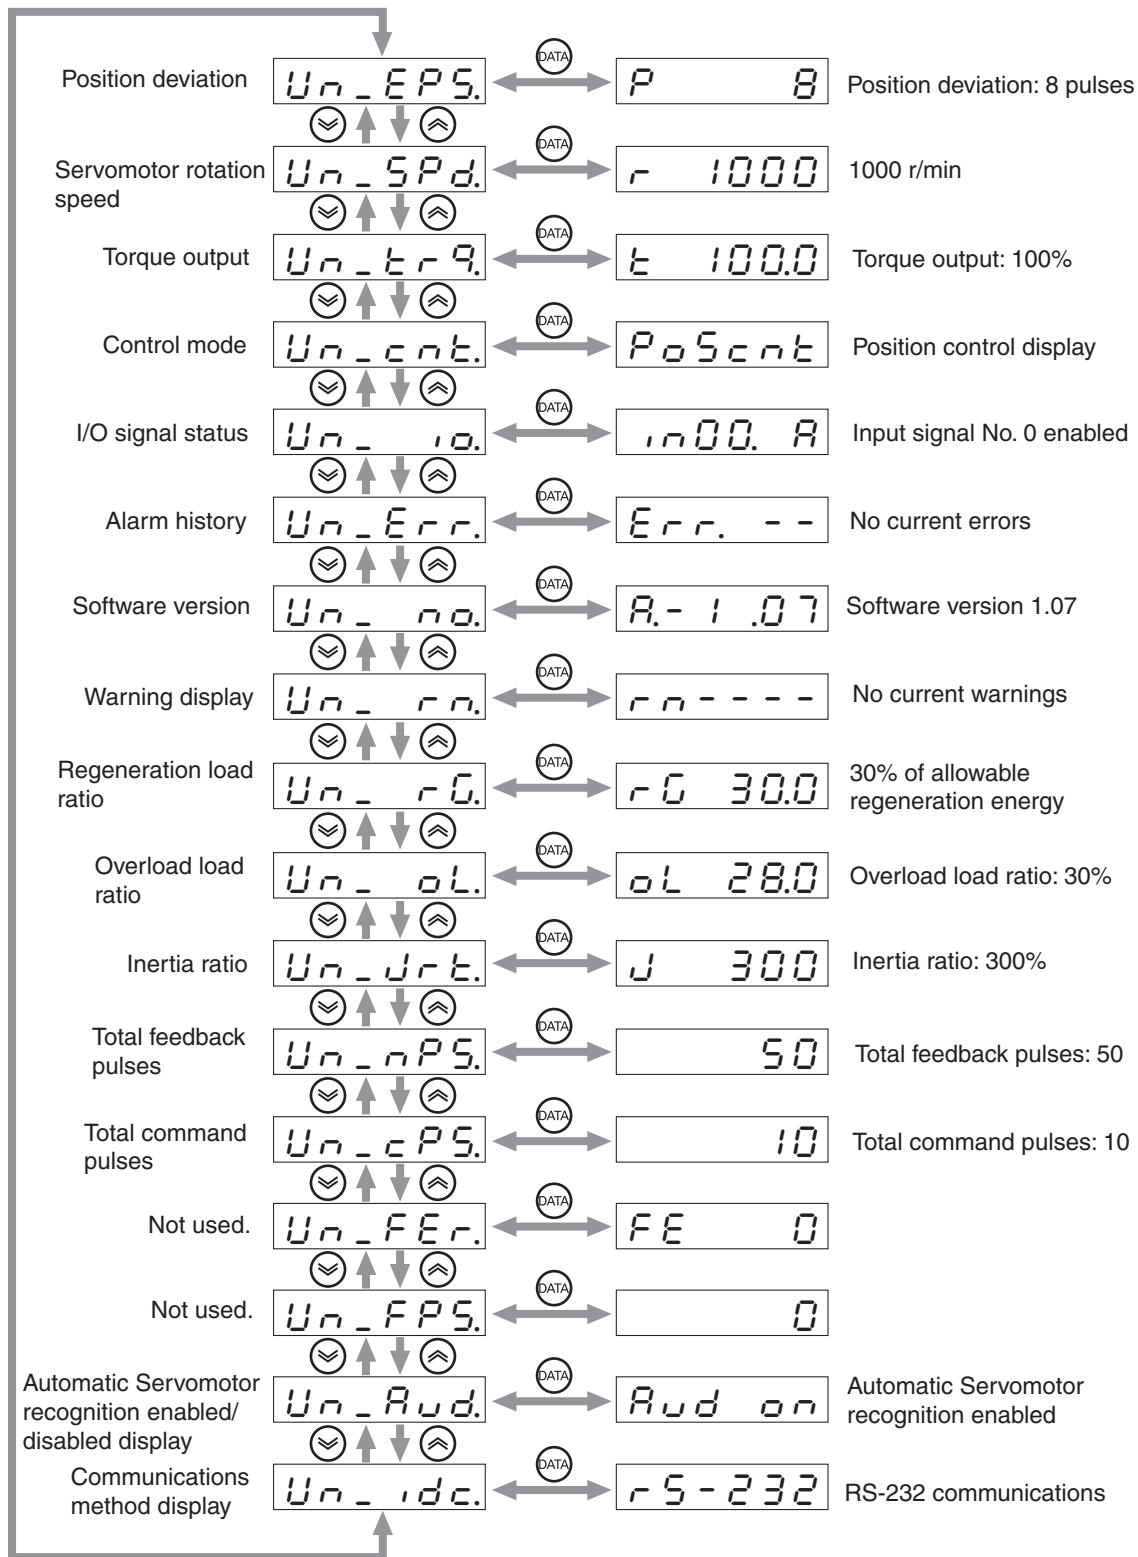 DATA
Position deviation
Un_EPS.
P 8
Position deviation: 8 pulses
DATA
Servomotor rotation
speed
Un_SPd.
r 1000
1000 r/min
DATA
Torque output
Un_trq.
t 100.0
Torque output: 100%
DATA
Control mode
Un_cnt.
PoScnt
Position control display
DATA
I/O signal status
Un_ io.
in00. A
Input signal No. 0 enabled
DATA
Alarm history
Un_Err.
Err. --
No current errors
DATA
Software version
Un_ no.
A.- 1 .07
Software version 1.07
DATA
Warning display
Un_ rn.
rn----
No current warnings
DATA
Regeneration load
ratio
Un_ rG.
rG 30.0
30% of allowable
regeneration energy
DATA
Overload load
ratio
Un_ oL.
oL 28.0
Overload load ratio: 30%
DATA
Inertia ratio
Un_Jrt.
J 300
Inertia ratio: 300%
DATA
Total feedback
pulses
Un_nPS.
50
Total feedback pulses: 50
DATA
Total command
pulses
Un_cPS.
10
Total command pulses: 10
DATA
Not used.
Un_FEr.
FE 0
DATA
Not used.
Un_FPS.
0
DATA
Automatic Servomotor
recognition enabled/
disabled display
Un_Aud.
Aud on
Automatic Servomotor
recognition enabled
DATA
Communications
method display
Un_ idc.
rS-232
RS-232 communications